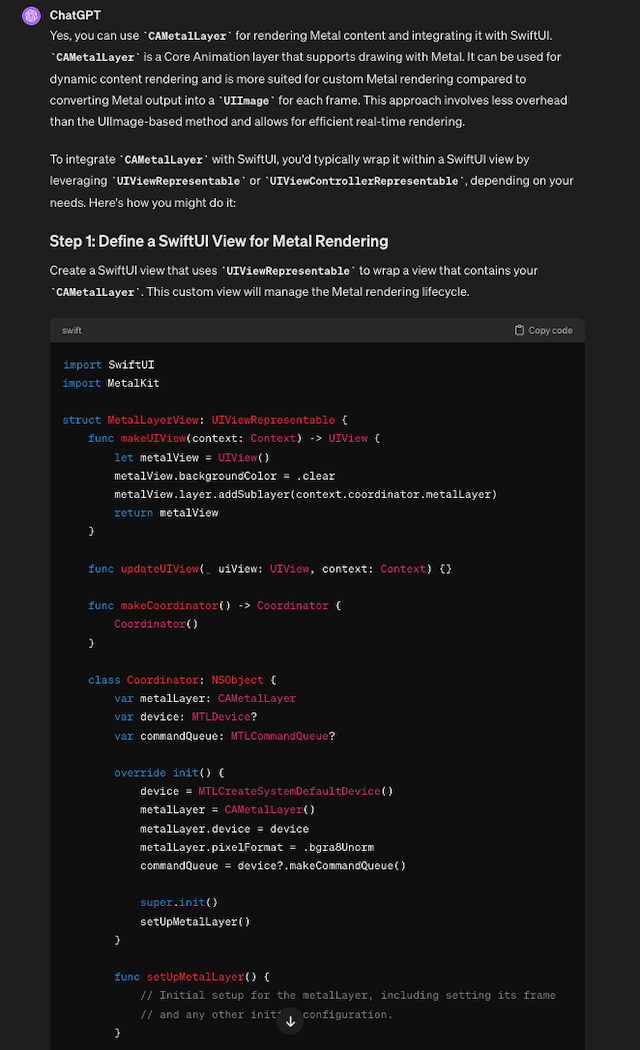 ChatGPT
Yes, you can use `CAMetalLayer` for rendering Metal content and integrating it with SwiftUI.
`CAMetalLayer` is a Core Animation layer that supports drawing with Metal. It can be used for
dynamic content rendering and is more suited for custom Metal rendering compared to
converting Metal output into a `UIImage` for each frame. This approach involves less overhead
than the UIImage-based method and allows for efficient real-time rendering.
To integrate `CAMetalLayer` with SwiftUI, you'd typically wrap it within a SwiftUI view by
leveraging `UIViewRepresentable` or `UIViewControllerRepresentable`, depending on your
needs. Here's how you might do it:
Step 1: Define a SwiftUI View for Metal Rendering
Create a SwiftUI view that uses `UIViewRepresentable` to wrap a view that contains your
`CAMetalLayer`. This custom view will manage the Metal rendering lifecycle.
swift Copy code
import SwiftUI
import MetalKit
struct MetalLayerView: UIViewRepresentable {
func makeUIView(context: Context) -> UIView {
let metalView = UIView()
metalView.backgroundColor = .clear
metalView.layer.addSublayer(context.coordinator.metalLayer)
return metalView
}
func updateUIView(_ uiView: UIView, context: Context) {}
func makeCoordinator() -> Coordinator {
Coordinator()
}
class Coordinator: NSObject {
var metalLayer: CAMetalLayer
var device: MTLDevice?
var commandQueue: MTLCommandQueue?
override init() {
device = MTLCreateSystemDefaultDevice()
metalLayer = CAMetalLayer()
metalLayer.device = device
metalLayer.pixelFormat = .bgra8Unorm
commandQueue = device?.makeCommandQueue()
super.init()
setUpMetalLayer()
}
func setUpMetalLayer() {
// Initial setup for the metalLayer, including setting its frame
// and any other configuration.
}